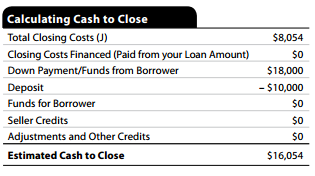 Calculating Cash to Close
Total Closing Costs (J) $8,054
Closing Costs Financed (Paid from your Loan Amount) $0
Down Payment/Funds from Borrower $18,000
Deposit – $10,000
Funds for Borrower $0
Seller Credits $0
Adjustments and Other Credits $0
Estimated Cash to Close $16,054